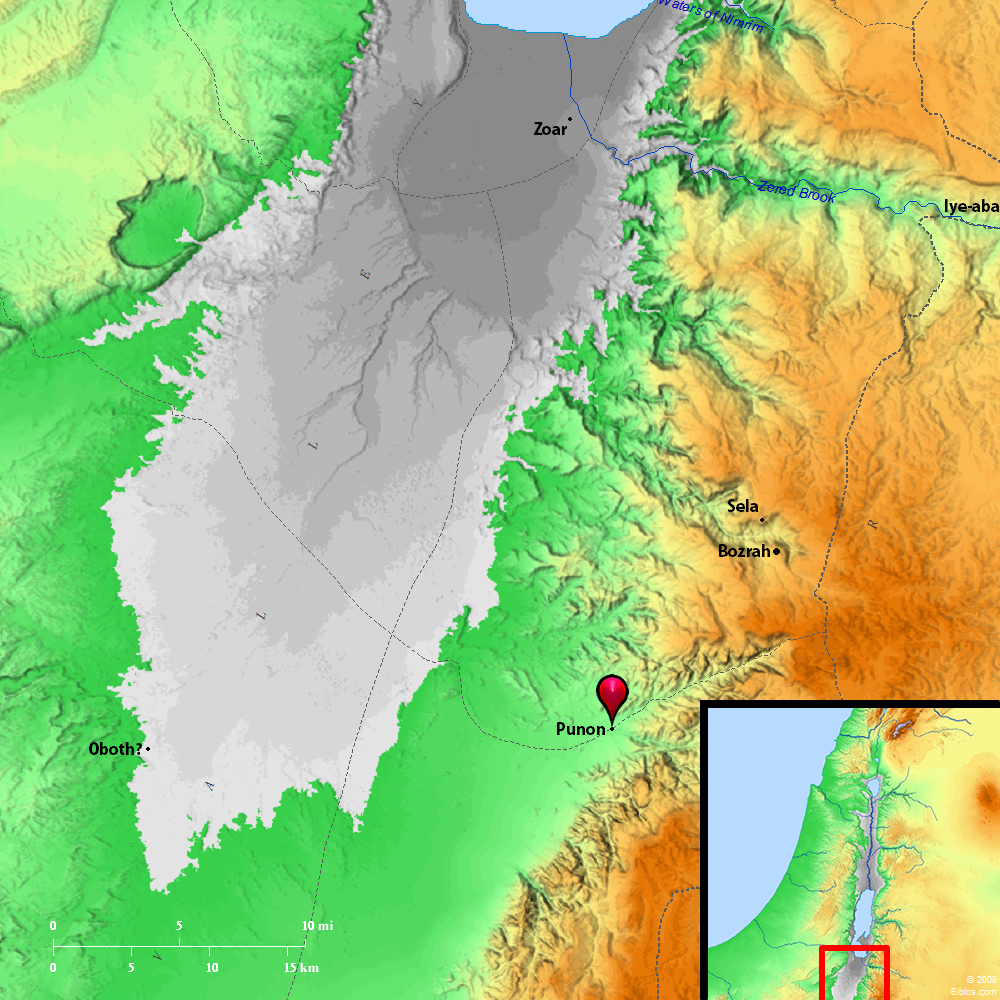 Waters of Nimrim
Zoar
Zered Brook
Iye-aba
Sela
Bozrah
Punon
Oboth?
Y
E
L
L
A
V
R
0 5 10 mi
0 5 10 15 km
© 2008
Biblos.com